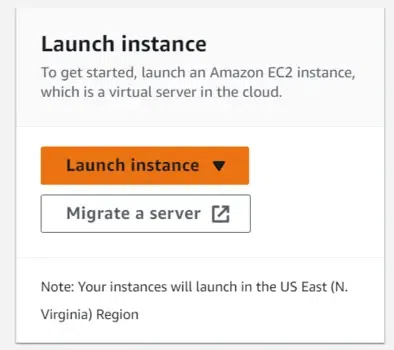 Launch instance
To get started, launch an Amazon EC2 instance,
which is a virtual server in the cloud.
Launch instance
Migrate a server
Note: Your instances will launch in the US East (N.
Virginia) Region